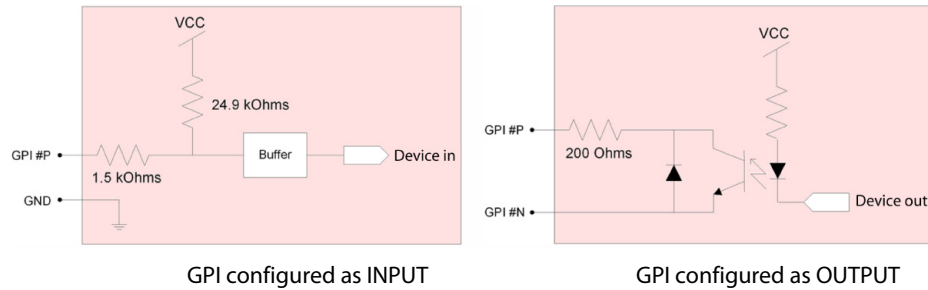 VCC
24.9 kOhms
GPI #P
1.5 kOhms
Buffer
Device in
GND
GPI configured as INPUT
VCC
GPI #P
200 Ohms
GPI #N
Device out
GPI configured as OUTPUT